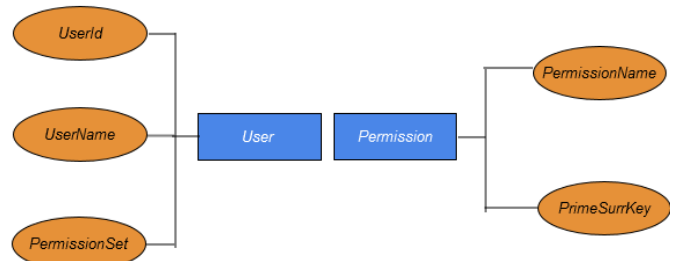 UserId
PermissionName
UserName
User
Permission
PrimeSurrKey
PermissionSet